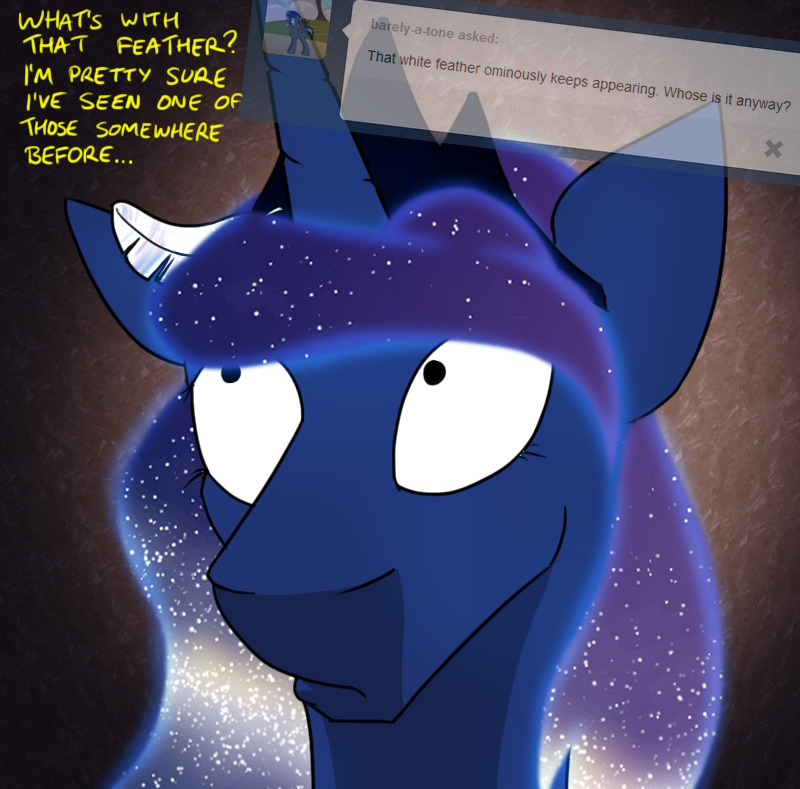 WHAT'S WITH
THAT FEATHER?
I'M PRETTY SURE
I'VE SEEN ONE OF
THOSE SOMEWHERE
BEFORE...
barely-a-tone asked:
That white feather ominously keeps appearing. Whose is it anyway?